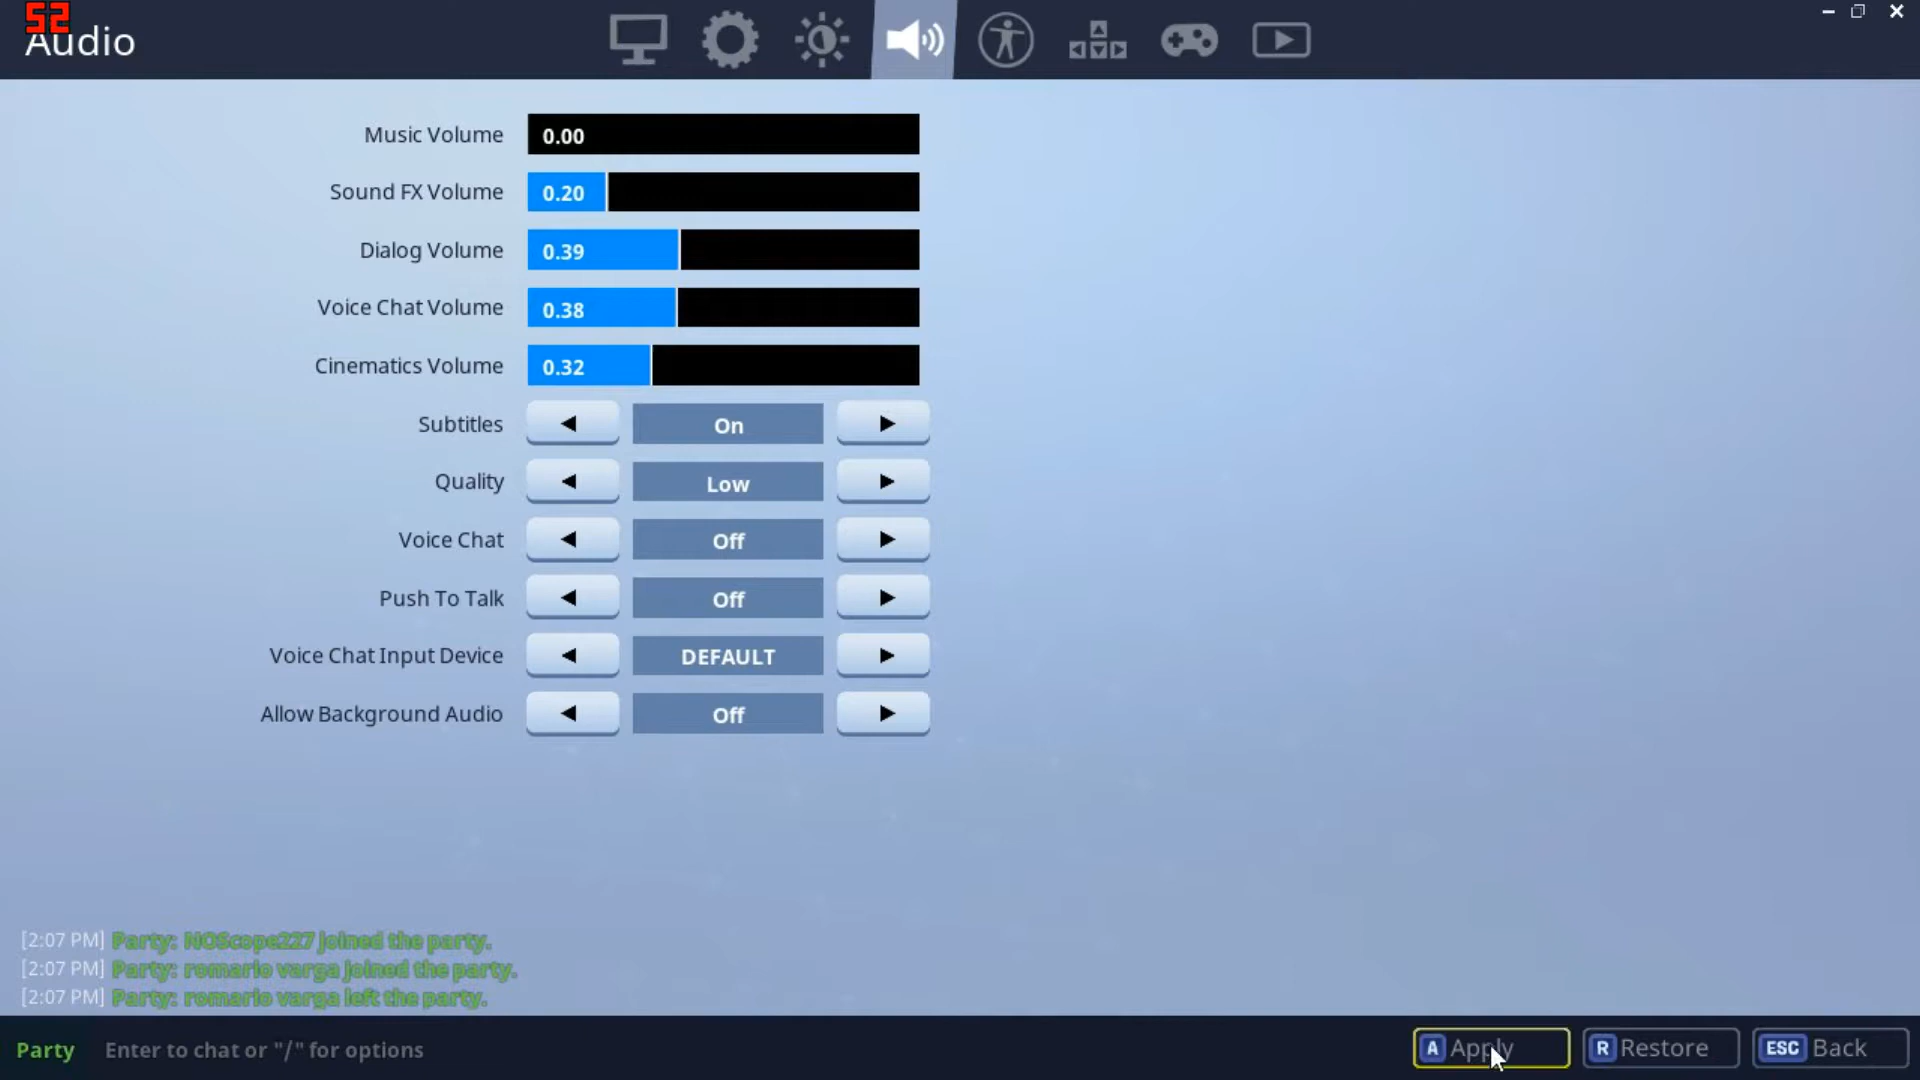 52
Audio
Music Volume 0.00
Sound FX Volume 0.20
Dialog Volume 0.39
Voice Chat Volume 0.38
Cinematics Volume 0.32
Subtitles On
Quality Low
Voice Chat Off
Push To Talk Off
Voice Chat Input Device DEFAULT
Allow Background Audio Off
[2:07 PM] Party: NOScope227 joined the party.
[2:07 PM] Party: romario varga joined the party.
[2:07 PM] Party: romario varga left the party.
Party Enter to chat or "/" for options A Apply R Restore ESC Back